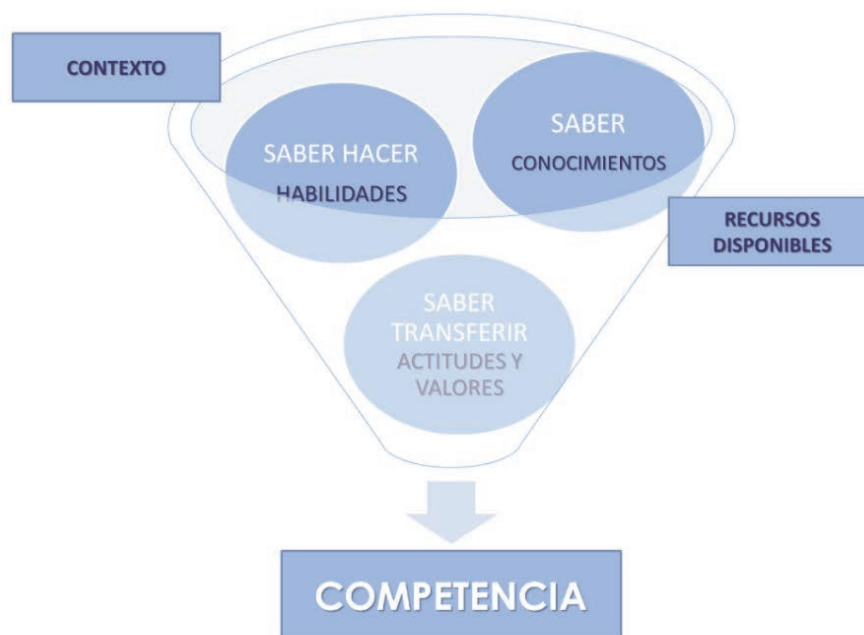 CONTEXTO
SABER HACER
HABILIDADES
SABER
CONOCIMIENTOS
RECURSOS
DISPONIBLES
SABER
TRANSFERIR
ACTITUDES Y
VALORES
COMPETENCIA